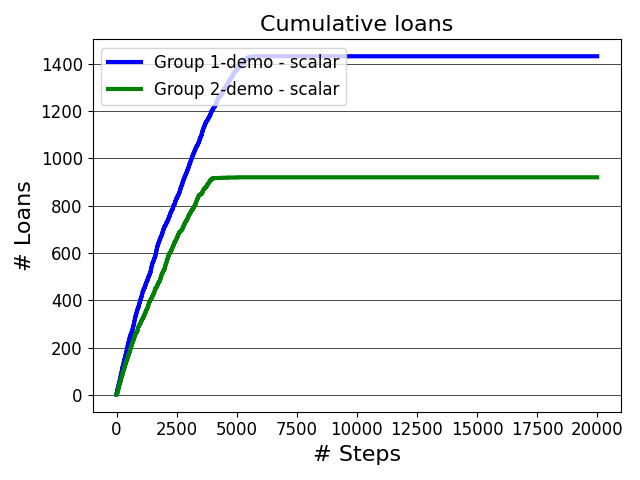 Cumulative loans
Group 1-demo - scalar
Group 2-demo - scalar
# Loans
1400
1200
1000
800
600
400
200
0
0 2500 5000 7500 10000 12500 15000 17500 20000
# Steps